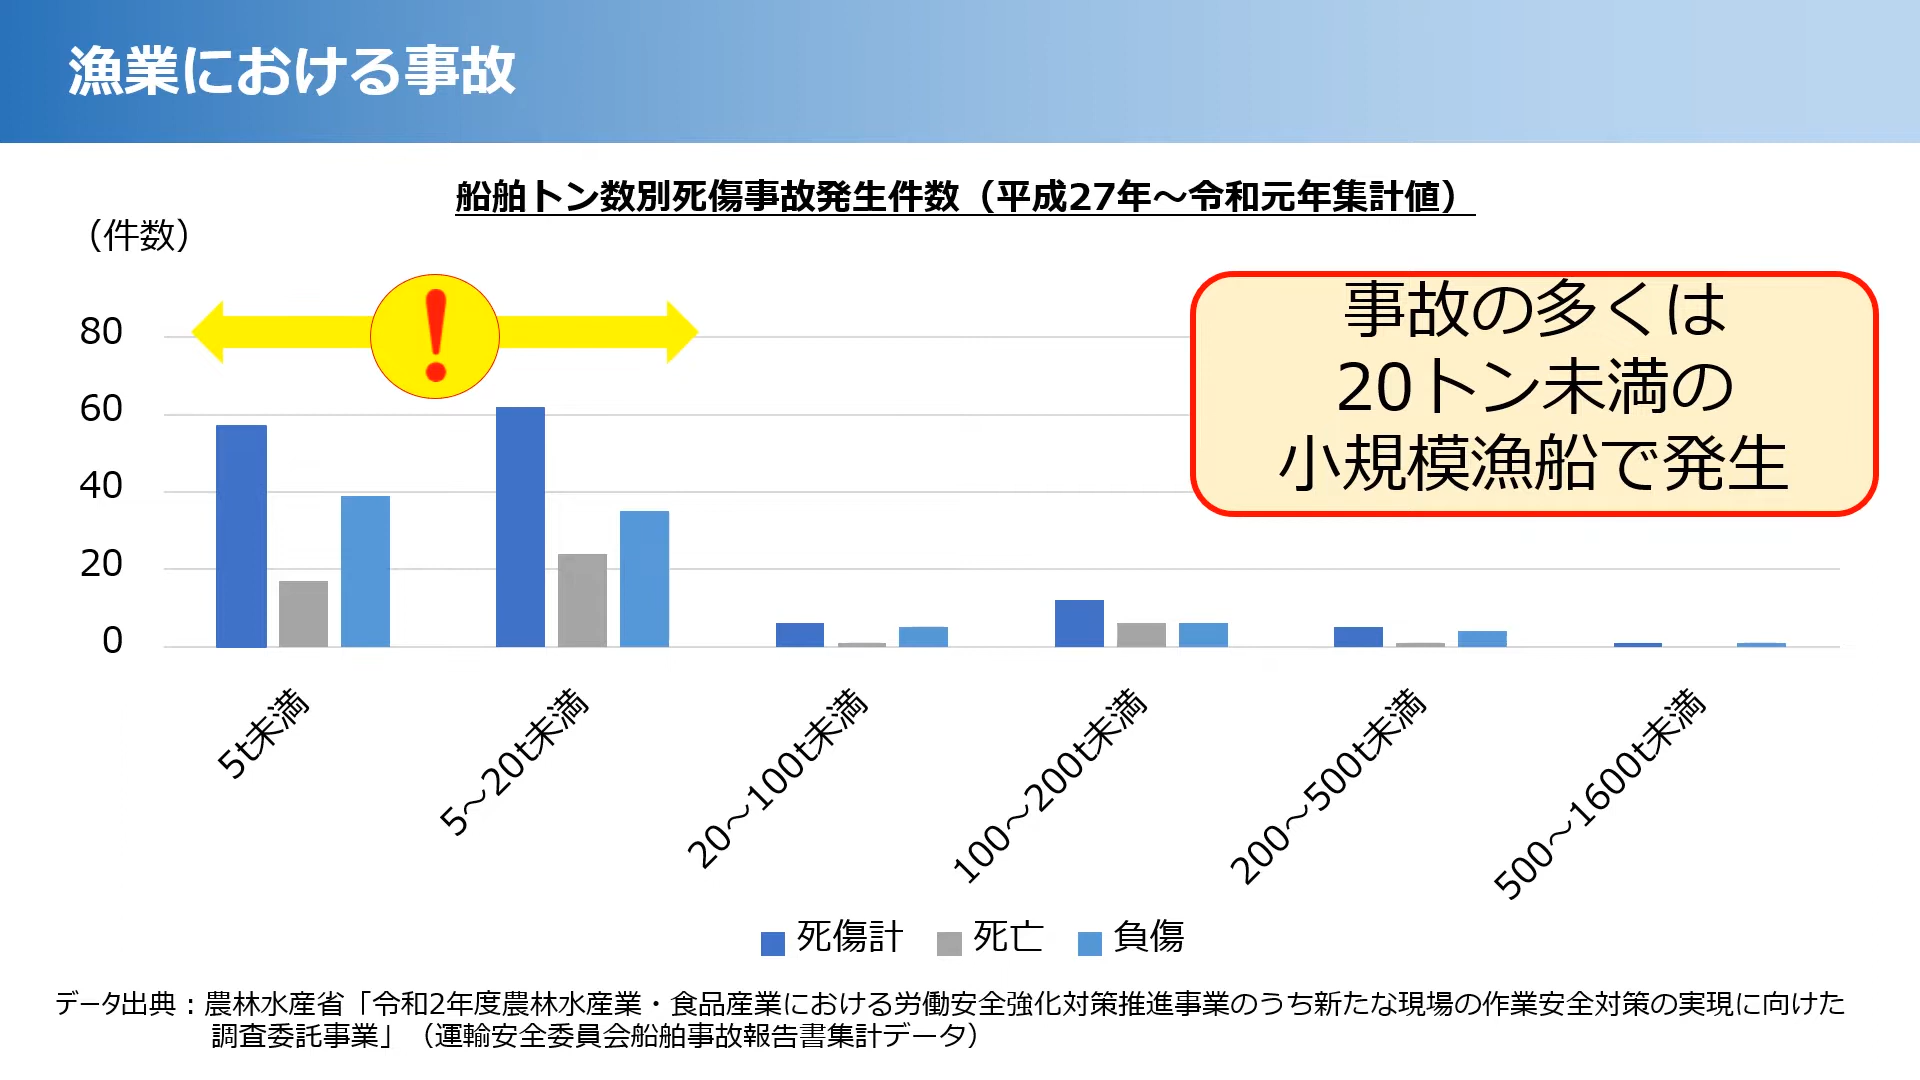 漁業における事故
船舶トン数別死傷事故発生件数（平成27年～令和元年集計値）
（件数）
事故の多くは
20トン未満の
小規模漁船で発生
80
60
40
20
0
5t未満
5～20t未満
20～100t未満
100～200t未満
200～500t未満
500～1600t未満
死傷計 死亡 負傷
データ出典：農林水産省「令和2年度農林水産業・食品産業における労働安全強化対策推進事業のうち新たな現場の作業安全対策の実現に向けた
調査委託事業」（運輸安全委員会船舶事故報告書集計データ）